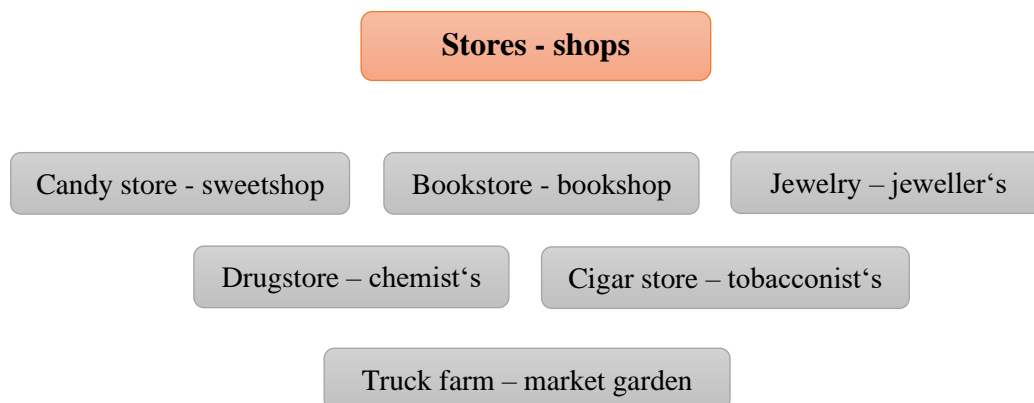 Stores - shops
Candy store - sweetshop
Bookstore - bookshop
Jewelry – jeweller‘s
Drugstore – chemist‘s
Cigar store – tobacconist‘s
Truck farm – market garden